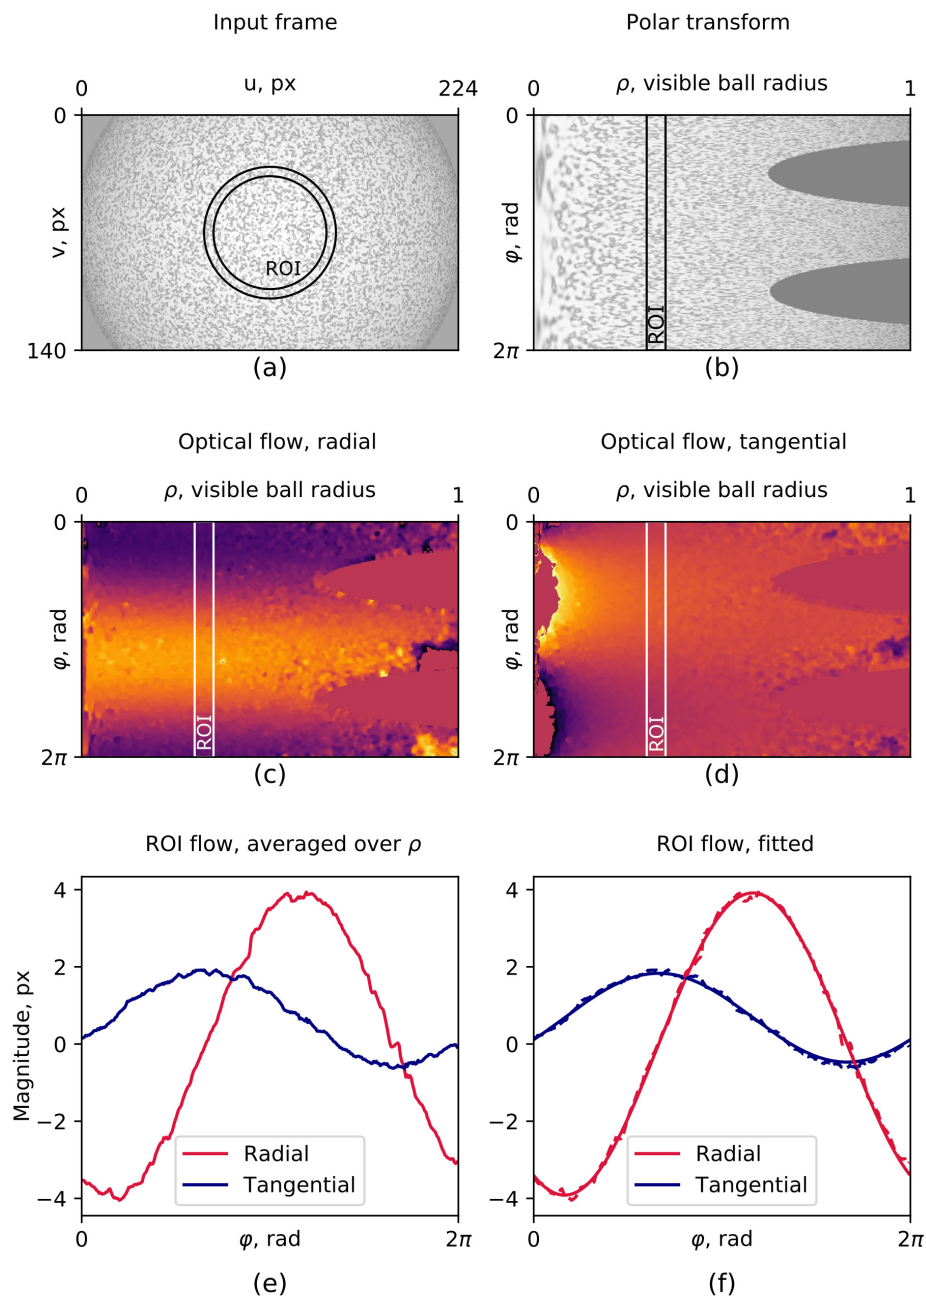 Input frame
Polar transform
0 u, px 224
0 ρ, visible ball radius 1
0
v, px
ROI
140
(a)
0
φ, rad
ROI
2π
(b)
Optical flow, radial
Optical flow, tangential
0 ρ, visible ball radius 1
0 ρ, visible ball radius 1
0
φ, rad
ROI
2π
(c)
0
φ, rad
ROI
2π
(d)
ROI flow, averaged over ρ
ROI flow, fitted
4
2
0
−2
−4
Magnitude, px
Radial
Tangential
0 φ, rad 2π
(e)
4
2
0
−2
−4
Radial
Tangential
0 φ, rad 2π
(f)